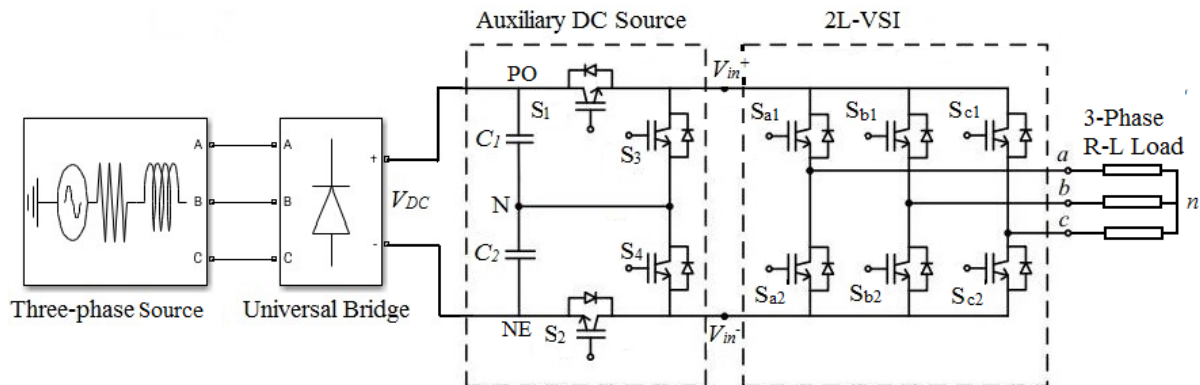 Auxiliary DC Source
2L-VSI
PO
Vin+
S1
C1
S3
N
C2
S4
NE
S2
Vin-
Sa1
Sb1
Sc1
Sa2
Sb2
Sc2
3-Phase
R-L Load
a
b
c
n
A
B
C
A
B
C
+
-
VDC
Three-phase Source
Universal Bridge